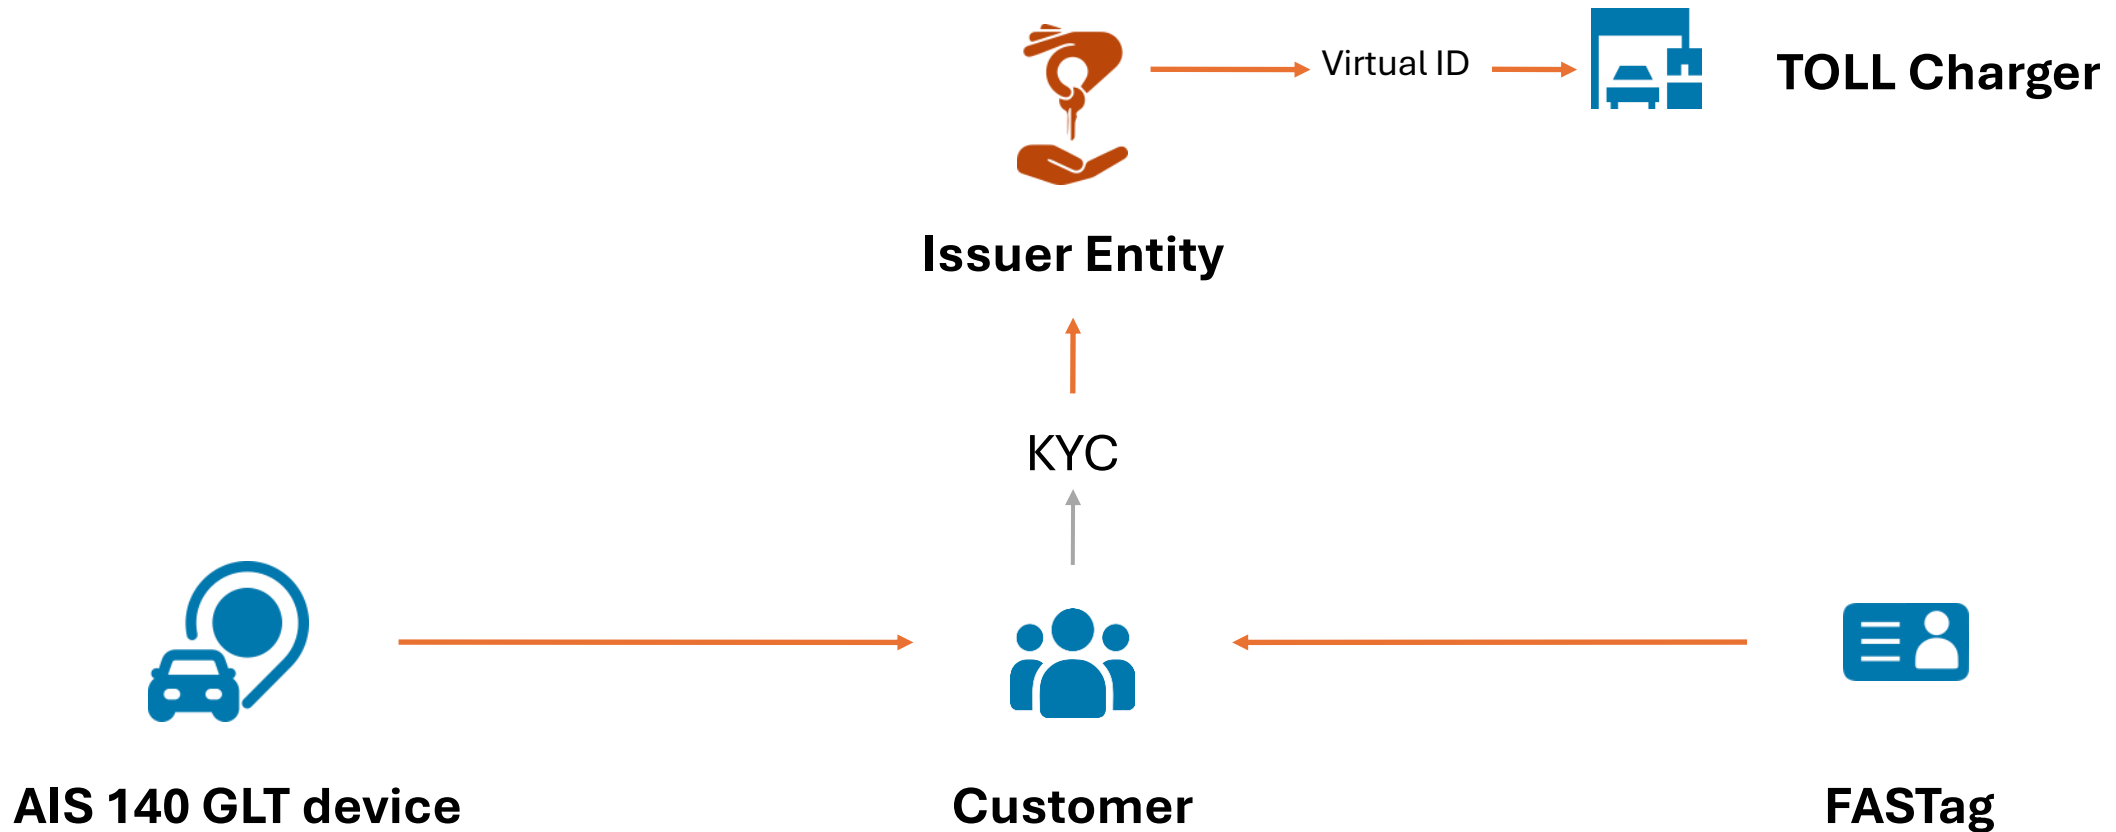 Virtual ID
TOLL Charger
Issuer Entity
KYC
AIS 140 GLT device
Customer
FASTag